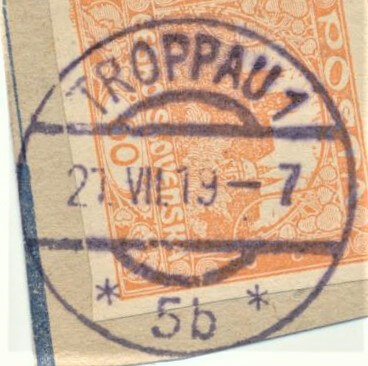 TROPPAU 1
27. VII. 19 - 7
* 5b *